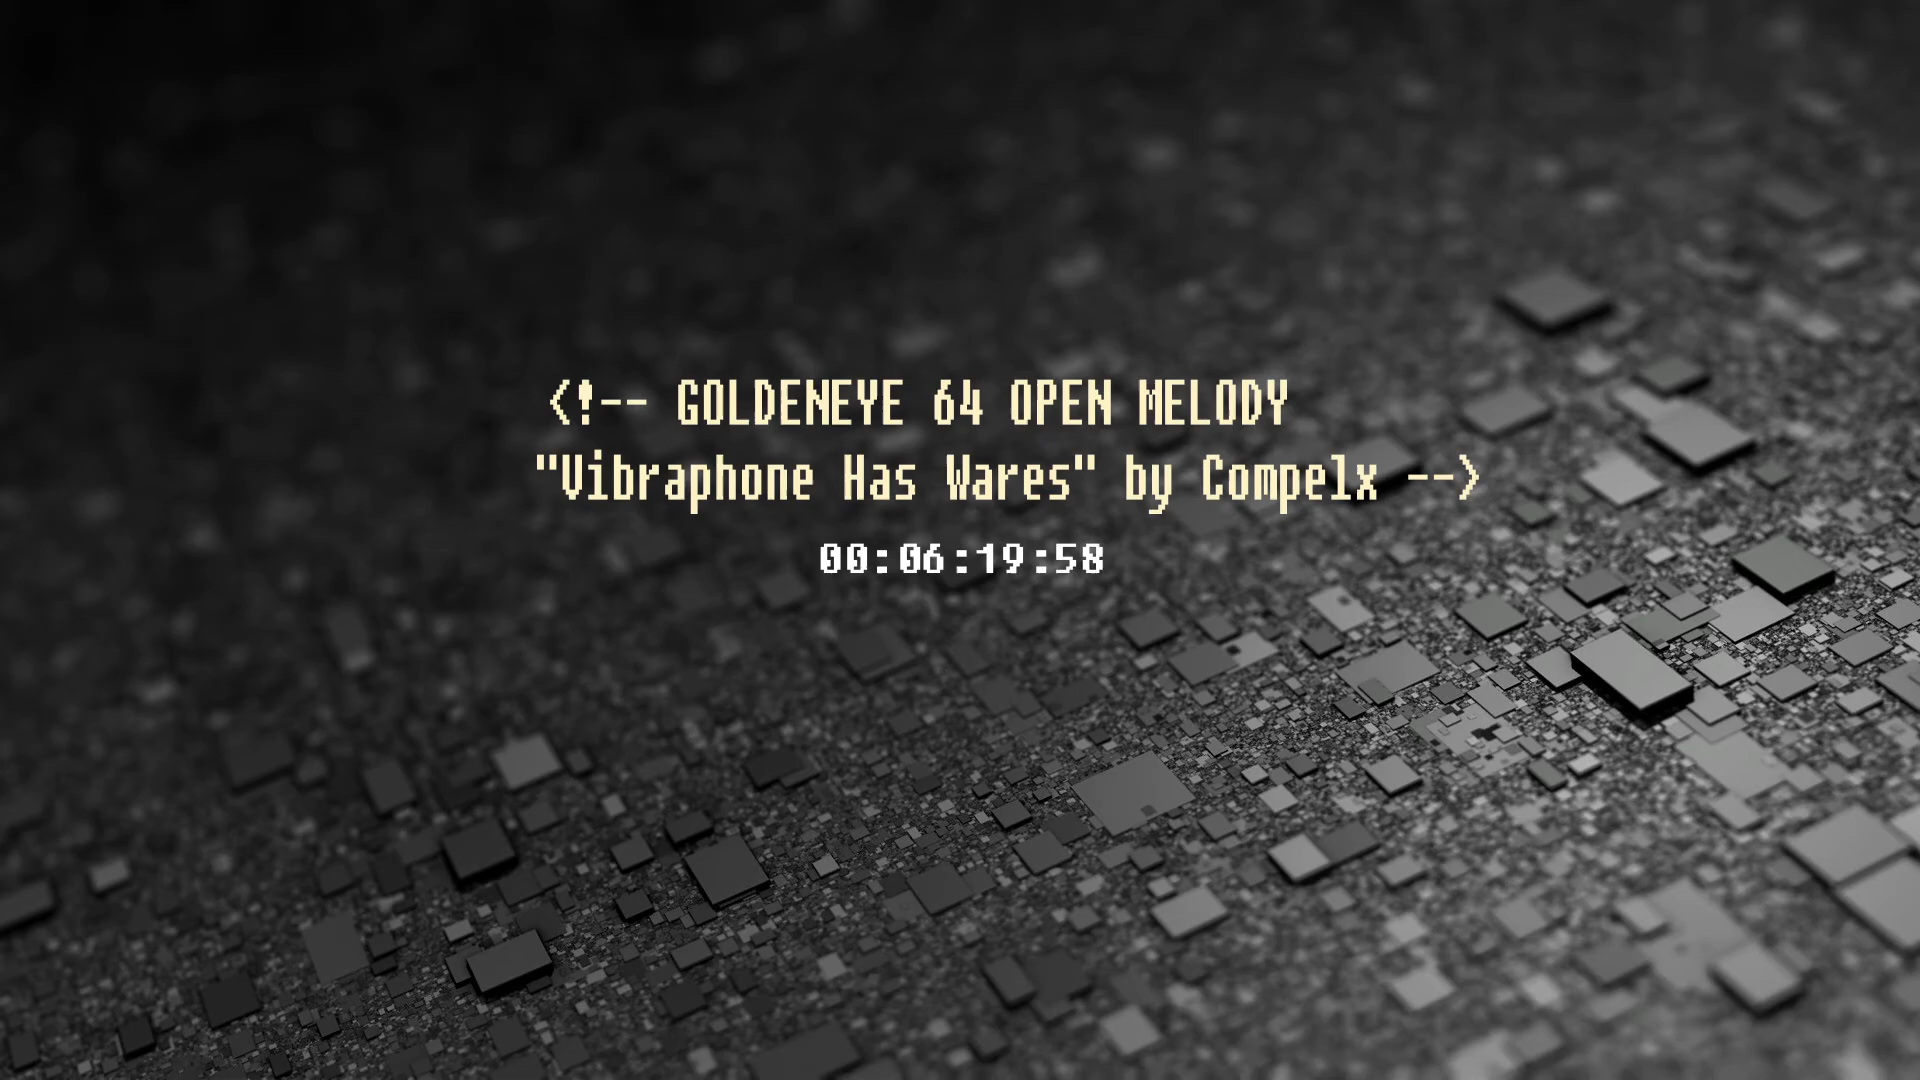 <!-- GOLDENEYE 64 OPEN MELODY
"Vibraphone Has Wares" by Compelx -->
00:06:19:58